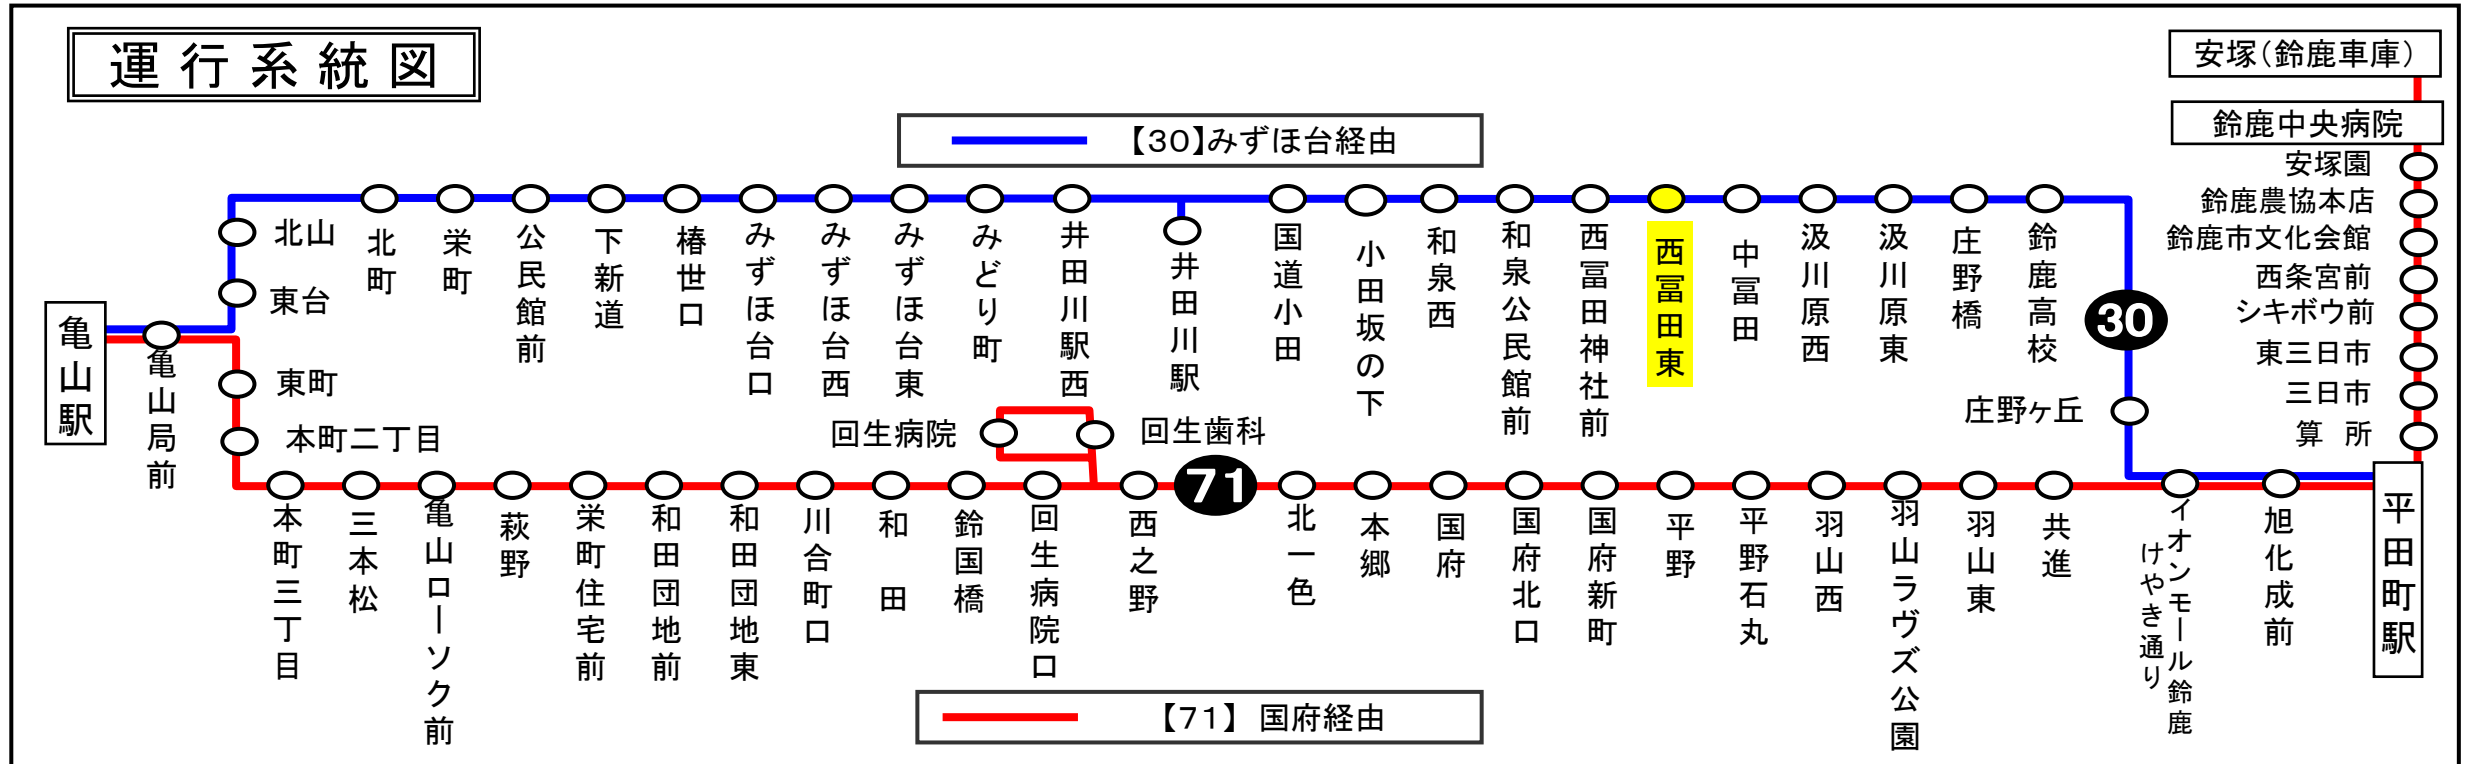 運行系統図
【30】みずほ台経由
安塚(鈴鹿車庫)
鈴鹿中央病院
安塚園
鈴鹿農協本店
鈴鹿市文化会館
西条宮前
シキボウ前
東三日市
三日市
算 所
平田町駅
亀山駅
亀山局前
北山
東台
北町
栄町
公民館前
下新道
椿世口
みずほ台口
みずほ台西
みずほ台東
みどり町
井田川駅西
井田川駅
国道小田
小田坂の下
和泉西
和泉公民館前
西冨田神社前
西冨田東
中冨田
汲川原西
汲川原東
庄野橋
鈴鹿高校
30
庄野ヶ丘
東町
本町二丁目
本町三丁目
三本松
亀山ローソク前
萩野
栄町住宅前
和田団地前
和田団地東
川合町口
和 田
鈴国橋
回生病院口
回生病院
回生歯科
西之野
71
北一色
本郷
国府
国府北口
国府新町
平野
平野石丸
羽山西
羽山ラヴズ公園
羽山東
共進
イオンモール鈴鹿
けやき通り
旭化成前
【71】 国府経由